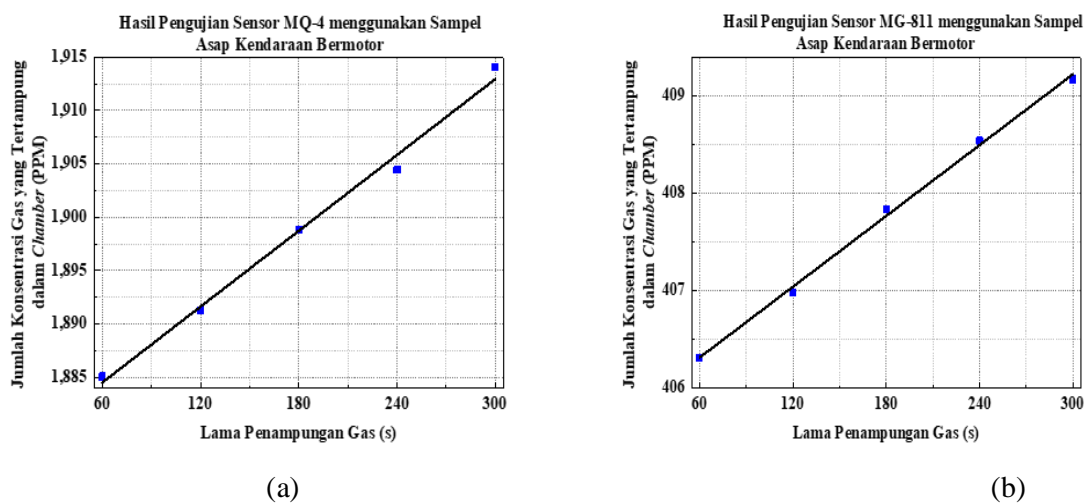 Hasil Pengujian Sensor MQ-4 menggunakan Sampel
Asap Kendaraan Bermotor
Jumlah Konsentrasi Gas yang Tertampung
dalam Chamber (PPM)
1,915
1,910
1,905
1,900
1,895
1,890
1,885
60 120 180 240 300
Lama Penampungan Gas (s)
(a)
Hasil Pengujian Sensor MG-811 menggunakan Sampel
Asap Kendaraan Bermotor
Jumlah Konsentrasi Gas yang Tertampung
dalam Chamber (PPM)
409
408
407
406
60 120 180 240 300
Lama Penampungan Gas (s)
(b)